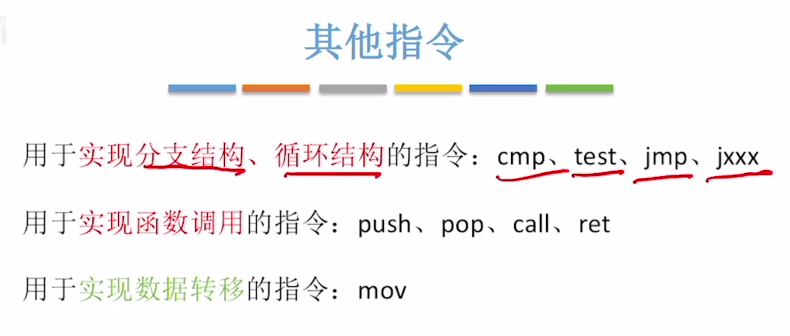 其他指令
用于实现分支结构、循环结构的指令：cmp、test、jmp、jxxx
用于实现函数调用的指令：push、pop、call、ret
用于实现数据转移的指令：mov